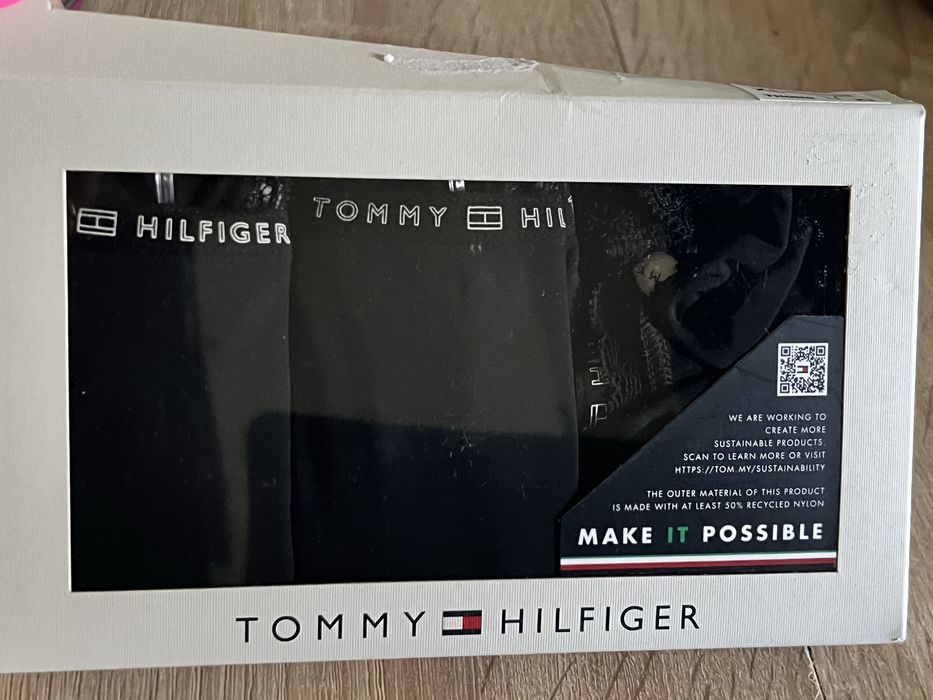 HILFIGER
TOMMY HIL
WE ARE WORKING TO
CREATE MORE
SUSTAINABLE PRODUCTS.
SCAN TO LEARN MORE OR VISIT
HTTPS://TOM.MY/SUSTAINABILITY
THE OUTER MATERIAL OF THIS PRODUCT
IS MADE WITH AT LEAST 50% RECYCLED NYLON
MAKE IT POSSIBLE
TOMMY HILFIGER